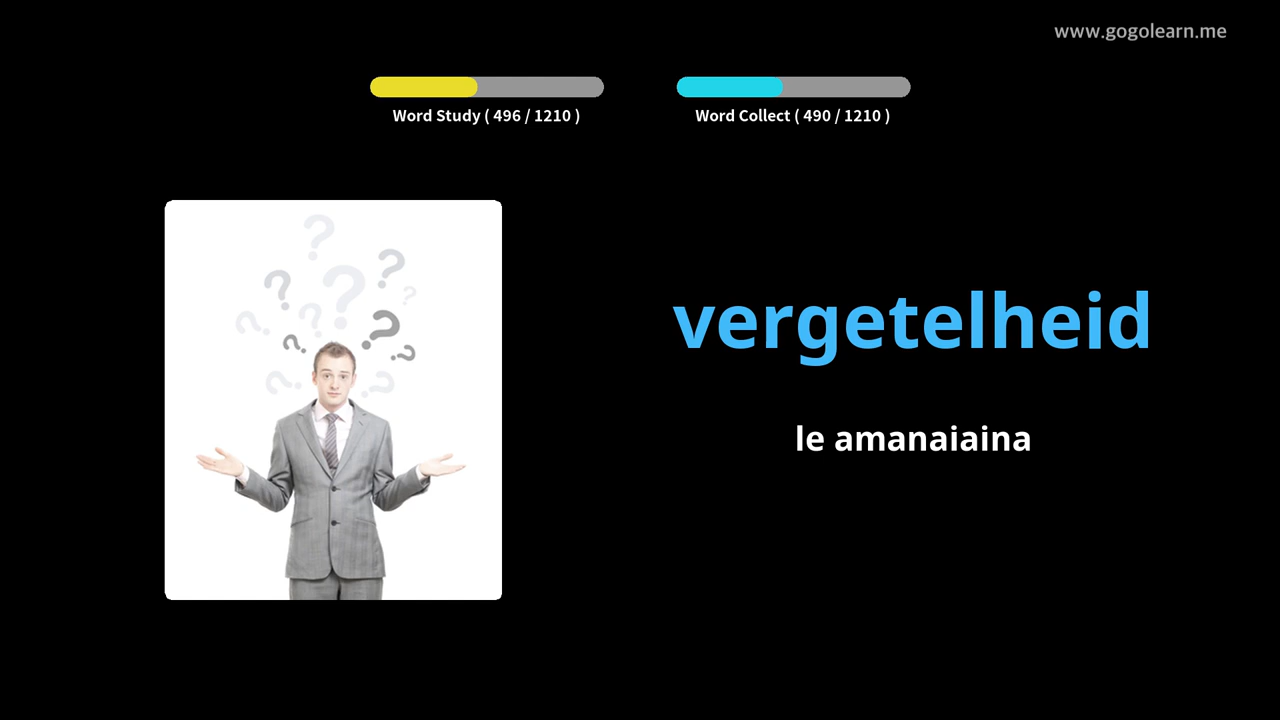 www.gogolearn.me
Word Study ( 496 / 1210 )
Word Collect ( 490 / 1210 )
? ? ? ? ? ? ? ? ? ? ? ?
vergetelheid
le amanaiaina